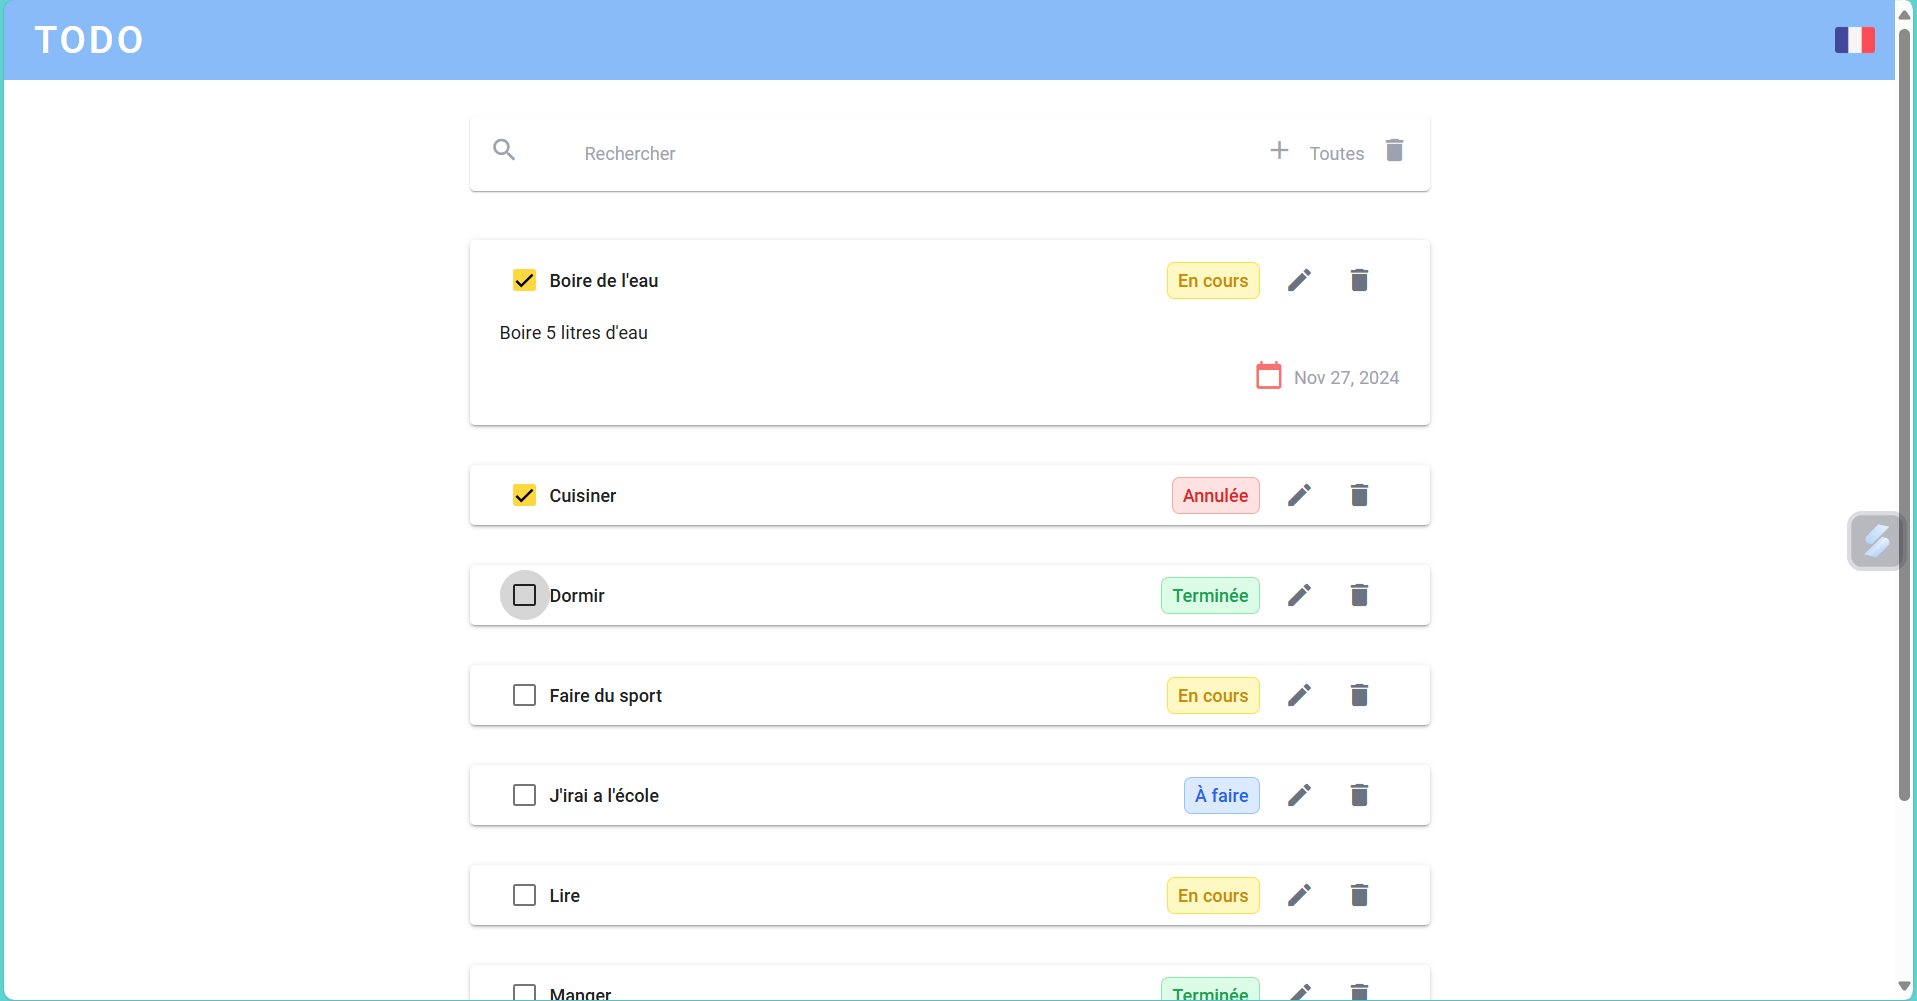 TODO
Rechercher Toutes
Boire de l'eau En cours
Boire 5 litres d'eau
Nov 27, 2024
Cuisiner Annulée
Dormir Terminée
Faire du sport En cours
J'irai a l'école À faire
Lire En cours
Manger Terminée